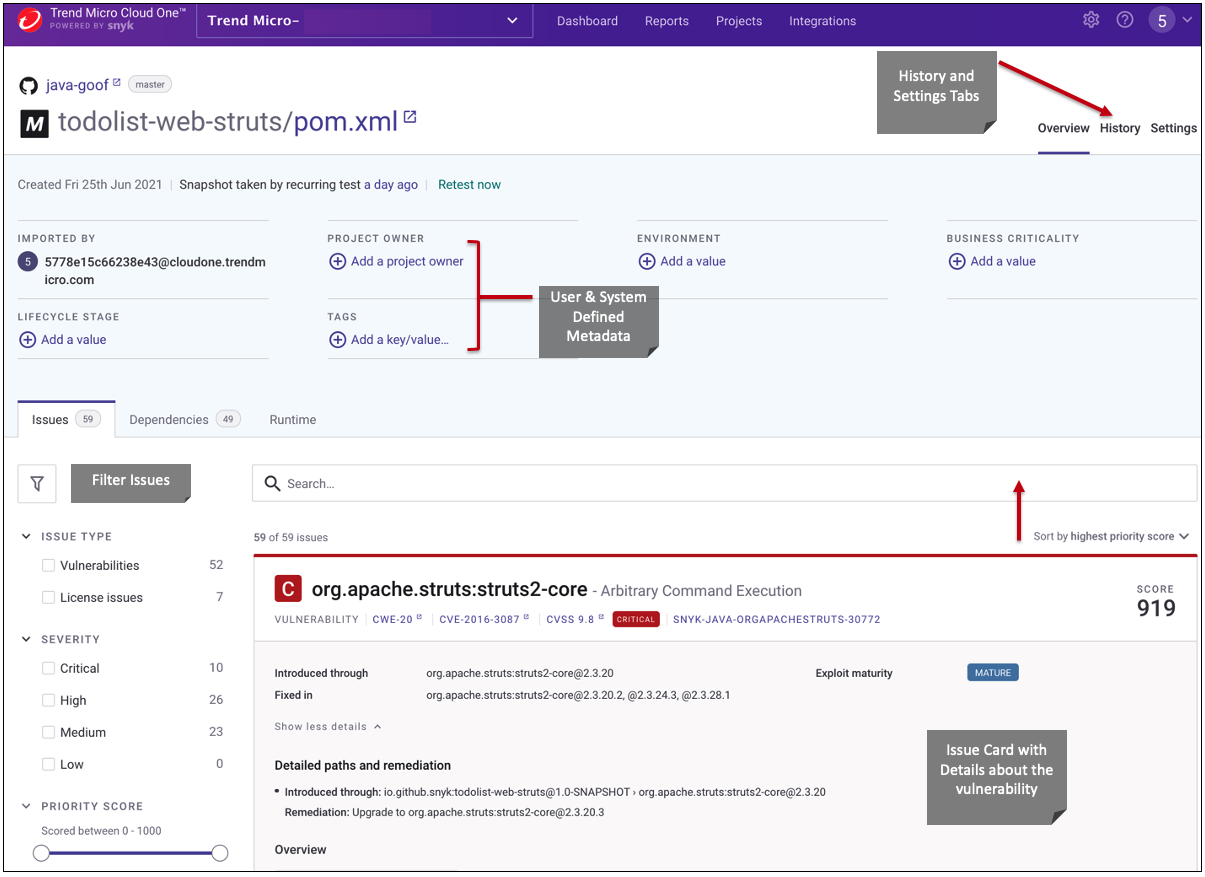 Trend Micro Cloud One™
POWERED BY snyk
Trend Micro–
Dashboard
Reports
Projects
Integrations
5
java-goof
master
M
todolist-web-struts/pom.xml
History and
Settings Tabs
Overview
History
Settings
Created Fri 25th Jun 2021 | Snapshot taken by recurring test a day ago | Retest now
IMPORTED BY
5
5778e15c66238e43@cloudone.trendm
icro.com
PROJECT OWNER
Add a project owner
ENVIRONMENT
Add a value
BUSINESS CRITICALITY
Add a value
LIFECYCLE STAGE
Add a value
TAGS
Add a key/value…
User & System
Defined
Metadata
Issues 59
Dependencies 49
Runtime
Filter Issues
Search…
ISSUE TYPE
Vulnerabilities 52
License issues 7
SEVERITY
Critical 10
High 26
Medium 23
Low 0
PRIORITY SCORE
Scored between 0 - 1000
59 of 59 issues
Sort by highest priority score
C
org.apache.struts:struts2-core - Arbitrary Command Execution
VULNERABILITY | CWE-20 | CVE-2016-3087 | CVSS 9.8 CRITICAL SNYK-JAVA-ORGAPACHESTRUTS-30772
SCORE
919
Introduced through org.apache.struts:struts2-core@2.3.20
Exploit maturity MATURE
Fixed in org.apache.struts:struts2-core@2.3.20.2, @2.3.24.3, @2.3.28.1
Show less details
Detailed paths and remediation
• Introduced through: io.github.snyk:todolist-web-struts@1.0-SNAPSHOT › org.apache.struts:struts2-core@2.3.20
Remediation: Upgrade to org.apache.struts:struts2-core@2.3.20.3
Overview
Issue Card with
Details about the
vulnerability